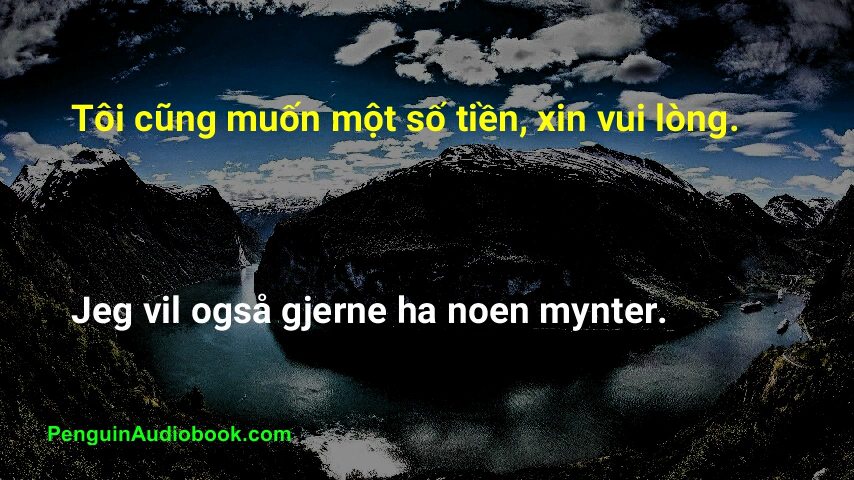 Tôi cũng muốn một số tiền, xin vui lòng.
Jeg vil også gjerne ha noen mynter.
PenguinAudiobook.com